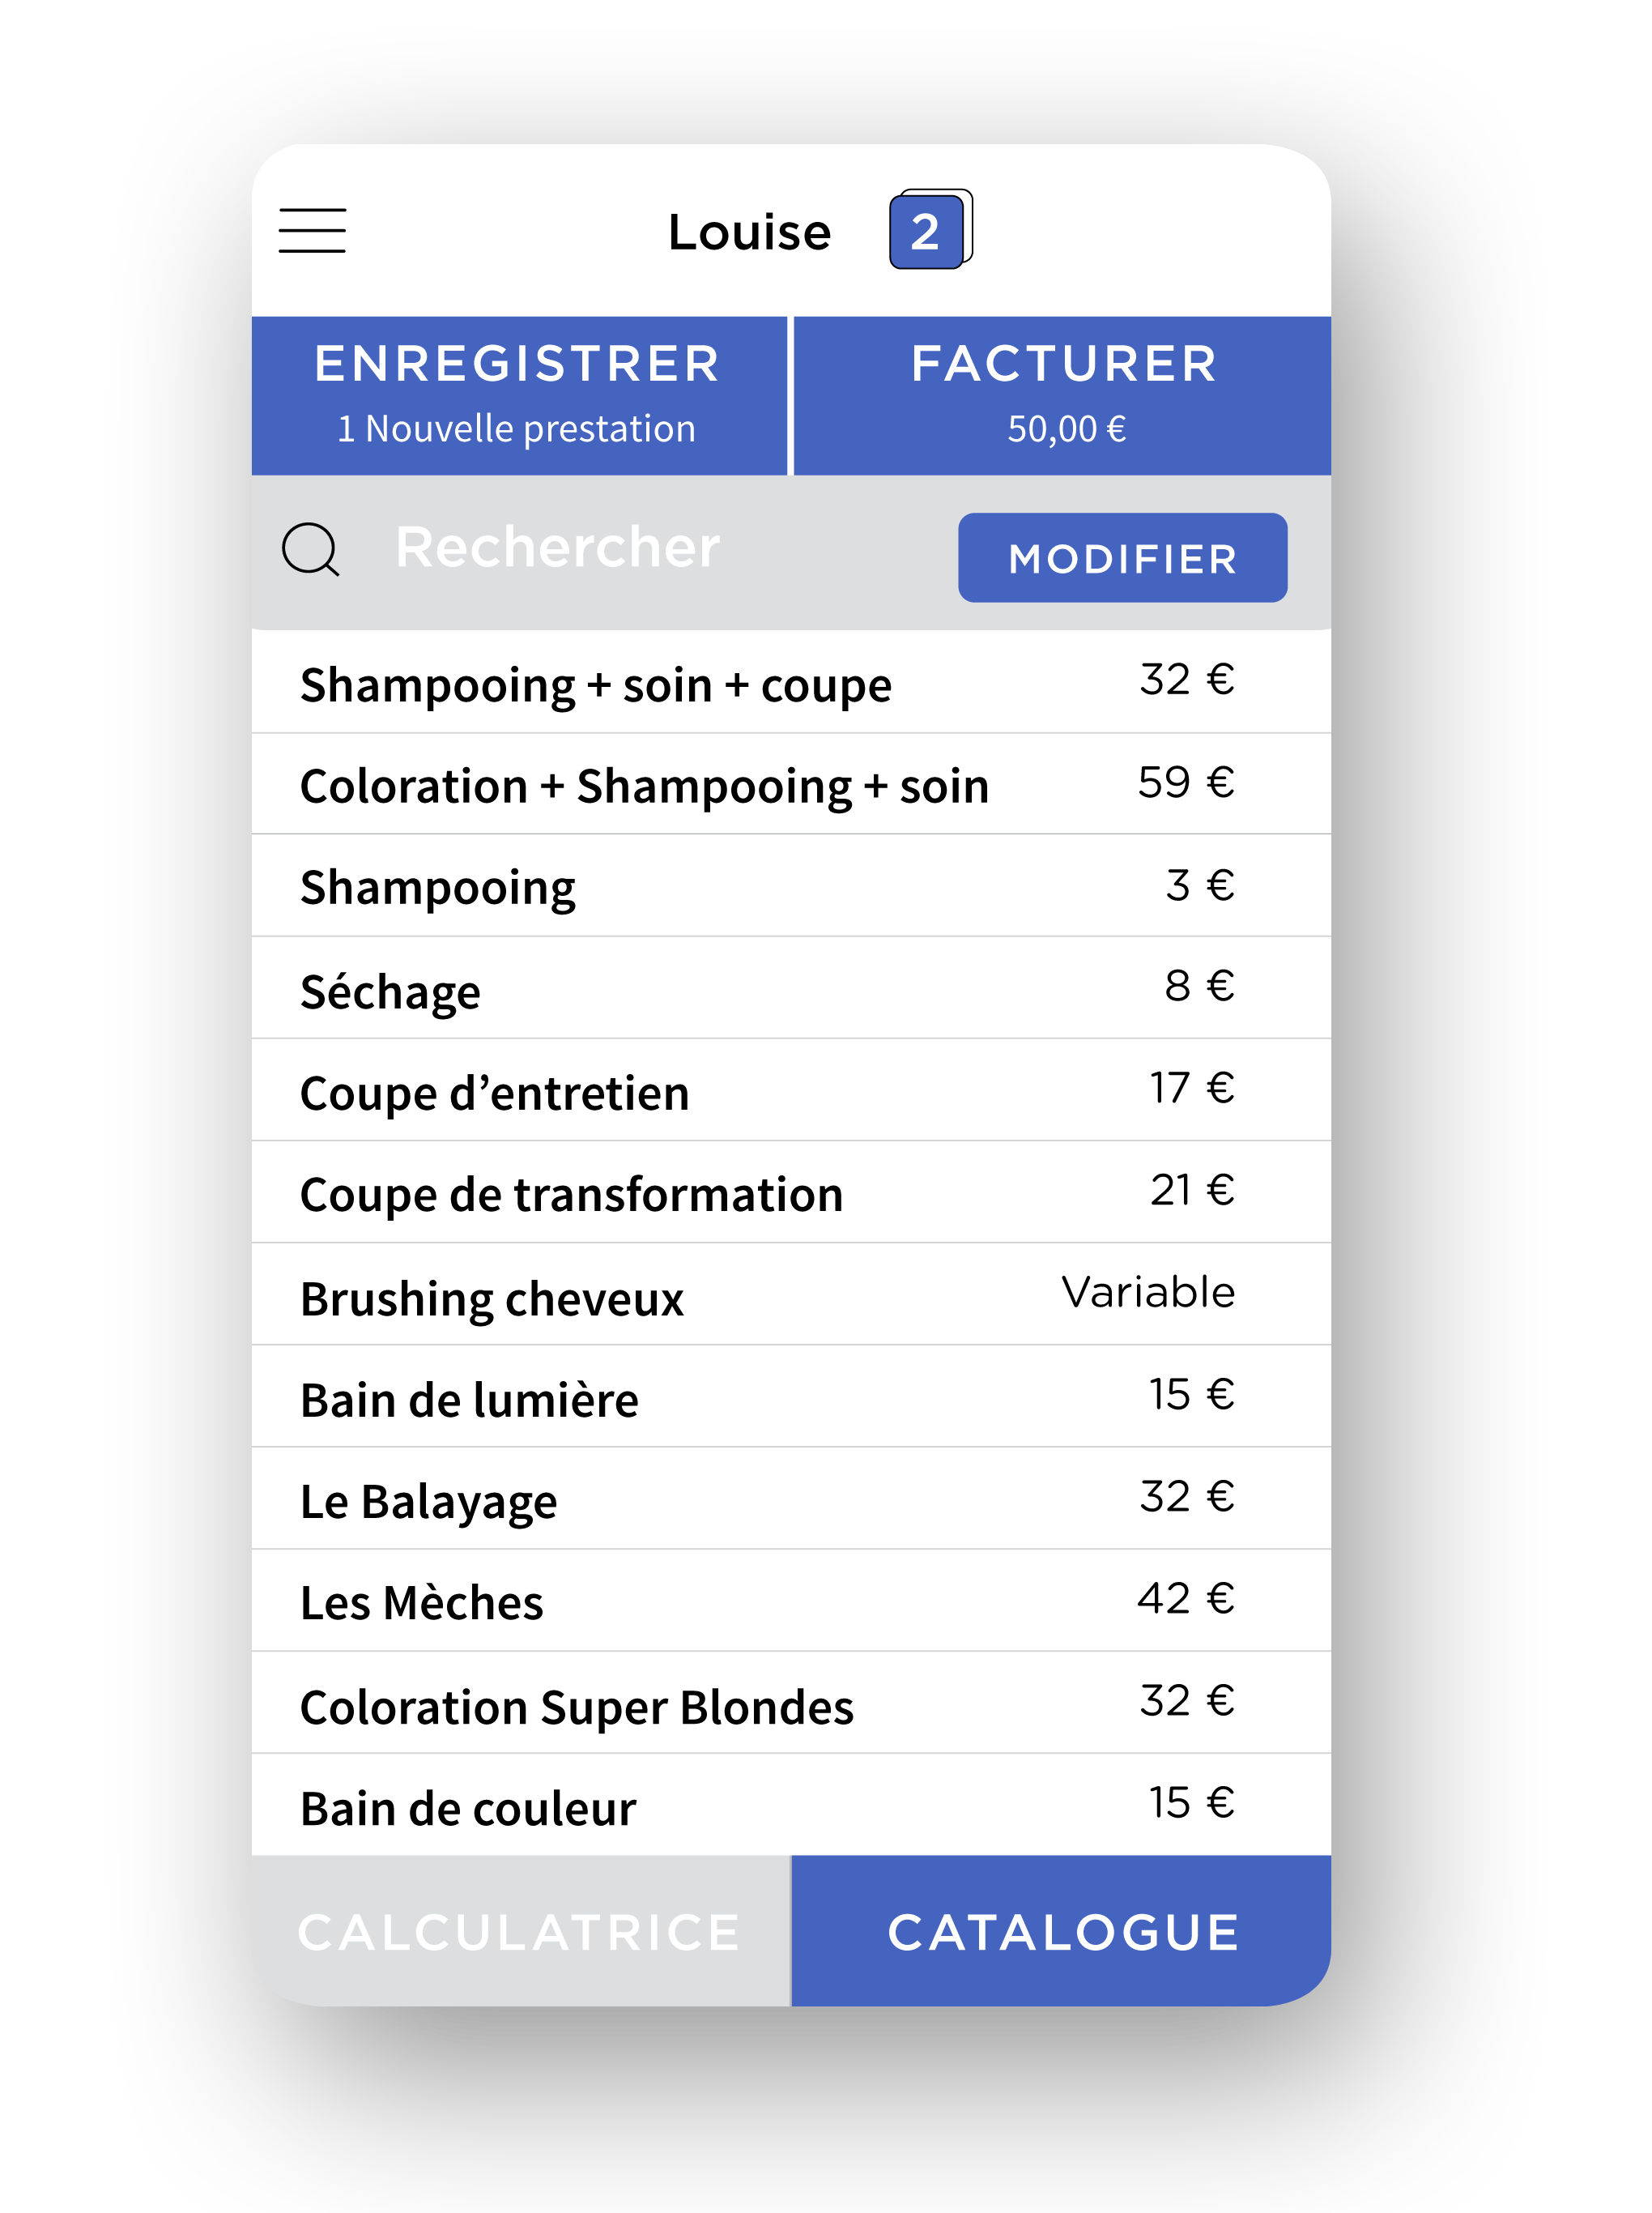 Louise 2
ENREGISTRER
1 Nouvelle prestation
FACTURER
50,00 €
Rechercher
MODIFIER
Shampooing + soin + coupe 32 €
Coloration + Shampooing + soin 59 €
Shampooing 3 €
Séchage 8 €
Coupe d’entretien 17 €
Coupe de transformation 21 €
Brushing cheveux Variable
Bain de lumière 15 €
Le Balayage 32 €
Les Mèches 42 €
Coloration Super Blondes 32 €
Bain de couleur 15 €
CALCULATRICE
CATALOGUE